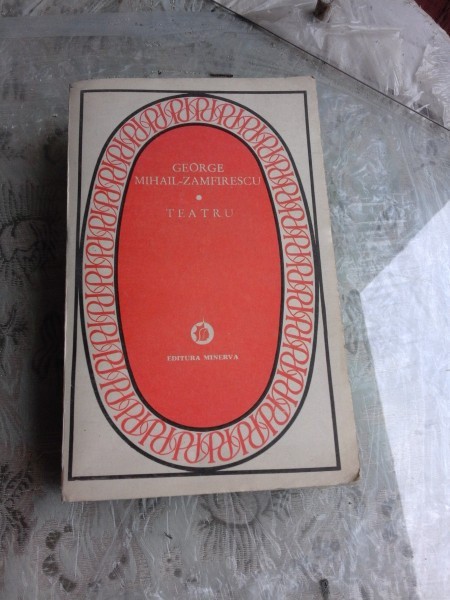 GEORGE
MIHAIL-ZAMFIRESCU
TEATRU
EDITURA MINERVA